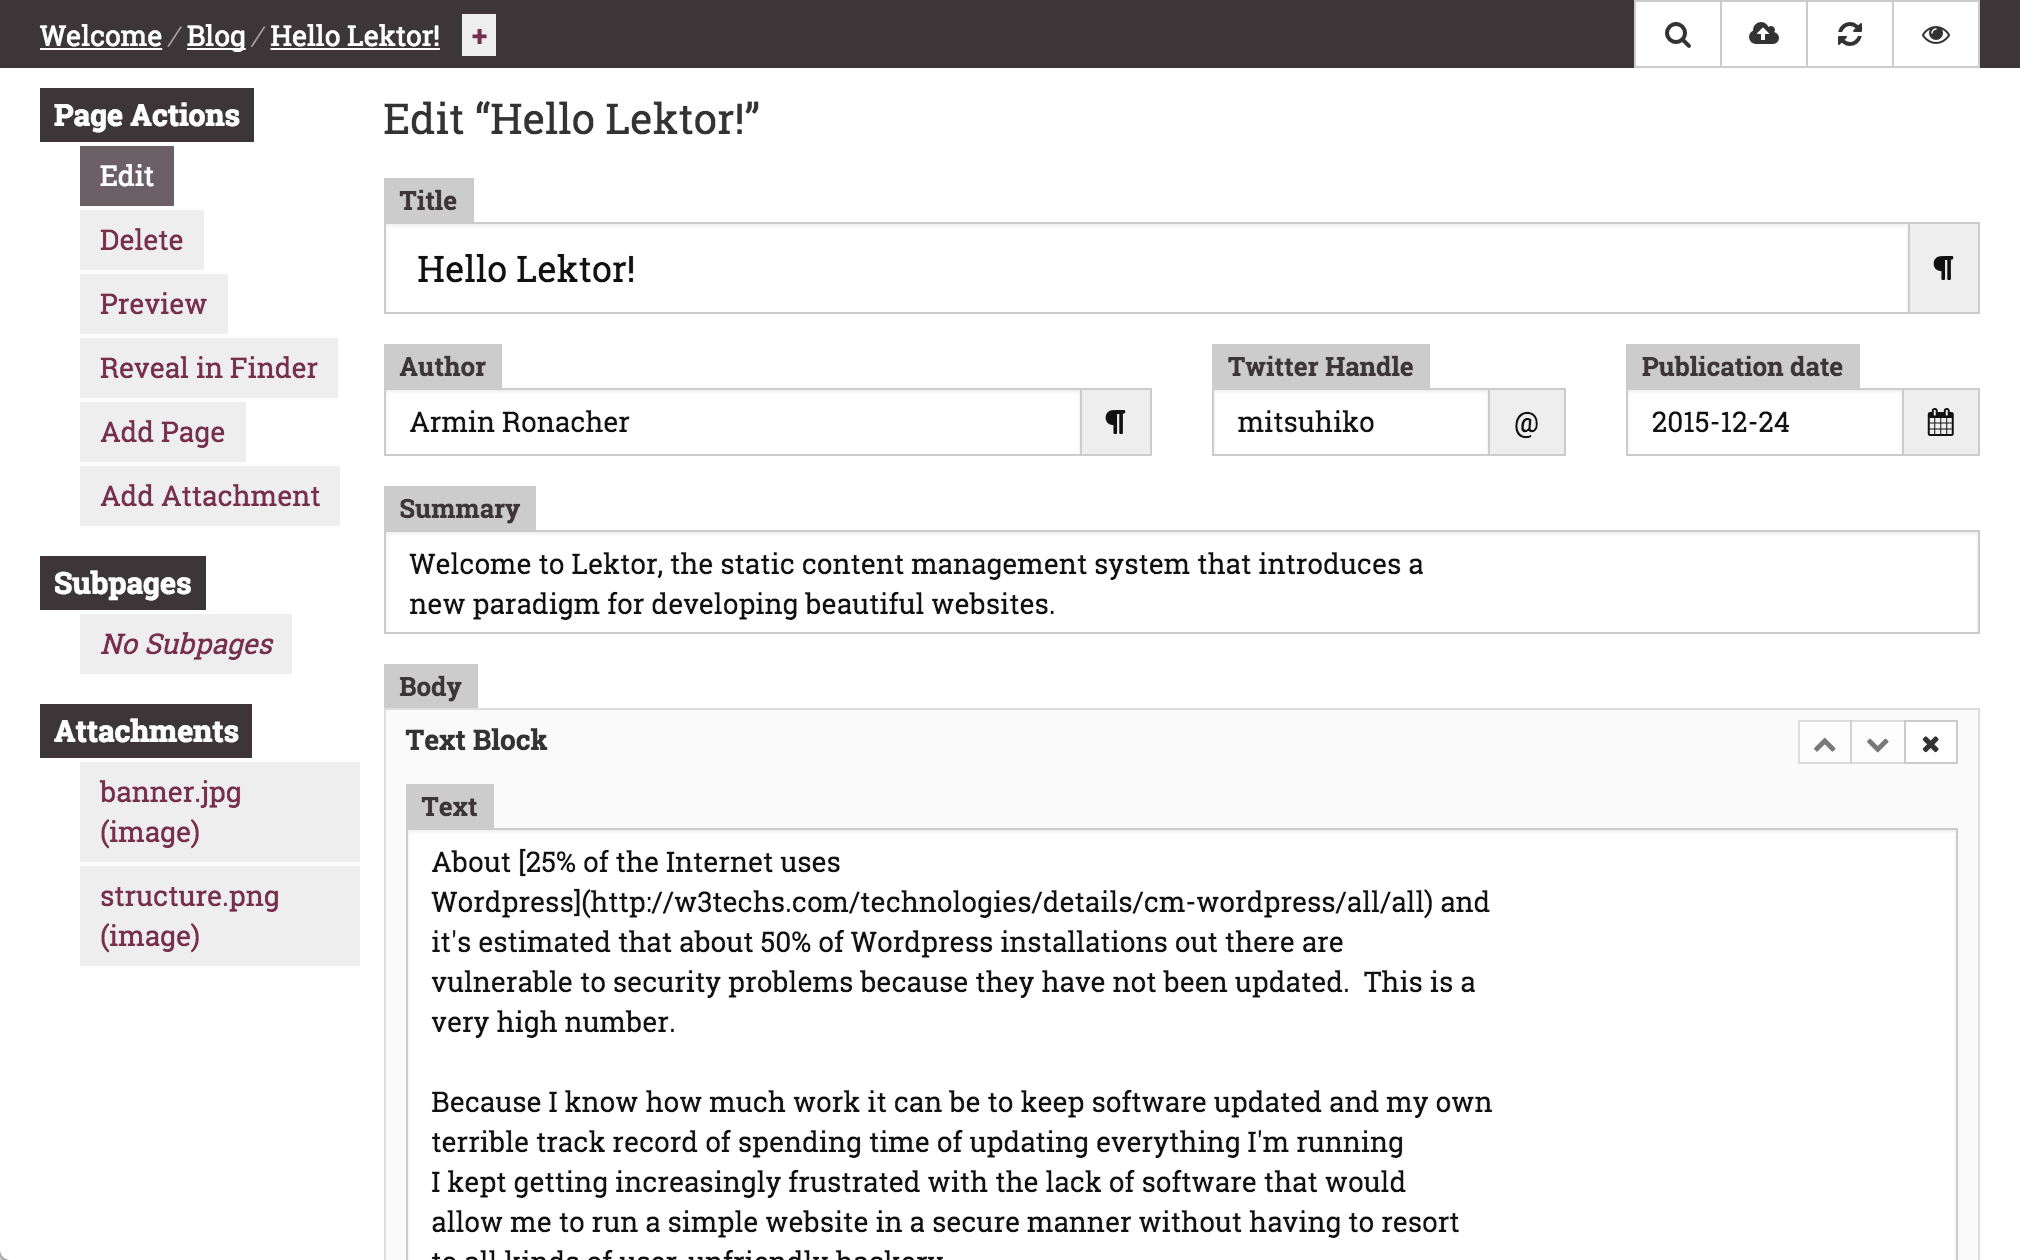 Welcome / Blog / Hello Lektor! +
Page Actions
Edit
Delete
Preview
Reveal in Finder
Add Page
Add Attachment
Subpages
No Subpages
Attachments
banner.jpg
(image)
structure.png
(image)
Edit “Hello Lektor!”
Title
Hello Lektor!
¶
Author
Armin Ronacher
¶
Twitter Handle
mitsuhiko
@
Publication date
2015-12-24
Summary
Welcome to Lektor, the static content management system that introduces a
new paradigm for developing beautiful websites.
Body
Text Block
Text
About [25% of the Internet uses
Wordpress](http://w3techs.com/technologies/details/cm-wordpress/all/all) and
it's estimated that about 50% of Wordpress installations out there are
vulnerable to security problems because they have not been updated.  This is a
very high number.
Because I know how much work it can be to keep software updated and my own
terrible track record of spending time of updating everything I'm running
I kept getting increasingly frustrated with the lack of software that would
allow me to run a simple website in a secure manner without having to resort
to all kinds of user-unfriendly hackery